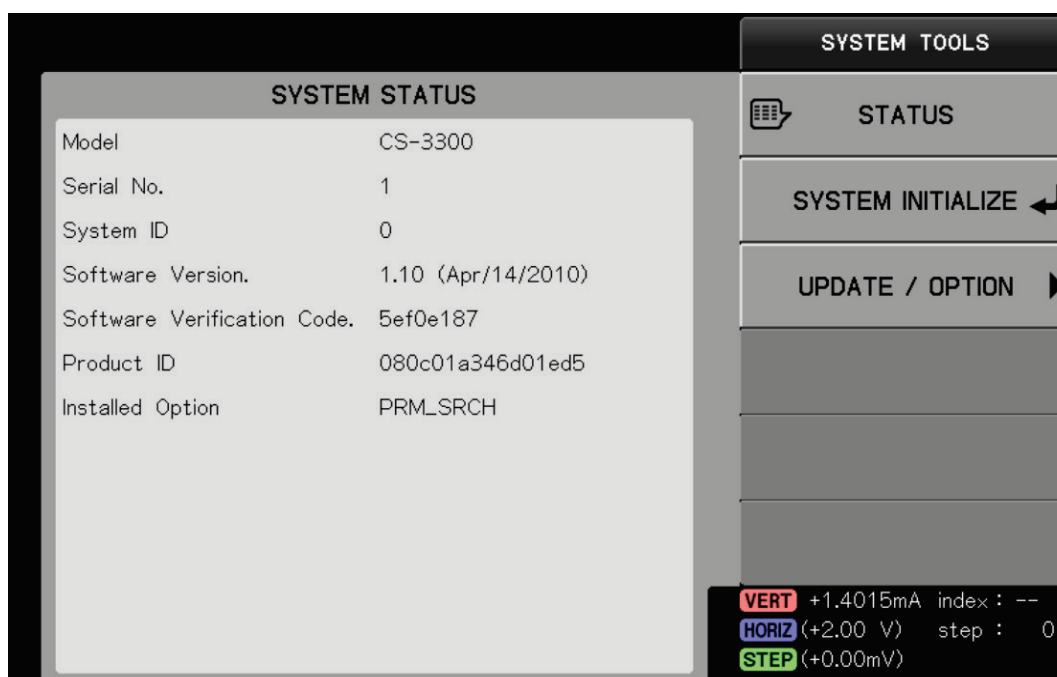 SYSTEM TOOLS
SYSTEM STATUS
Model CS-3300
Serial No. 1
System ID 0
Software Version. 1.10 (Apr/14/2010)
Software Verification Code. 5ef0e187
Product ID 080c01a346d01ed5
Installed Option PRM_SRCH
STATUS
SYSTEM INITIALIZE
UPDATE / OPTION
VERT +1.4015mA index : --
HORIZ (+2.00 V) step : 0
STEP (+0.00mV)